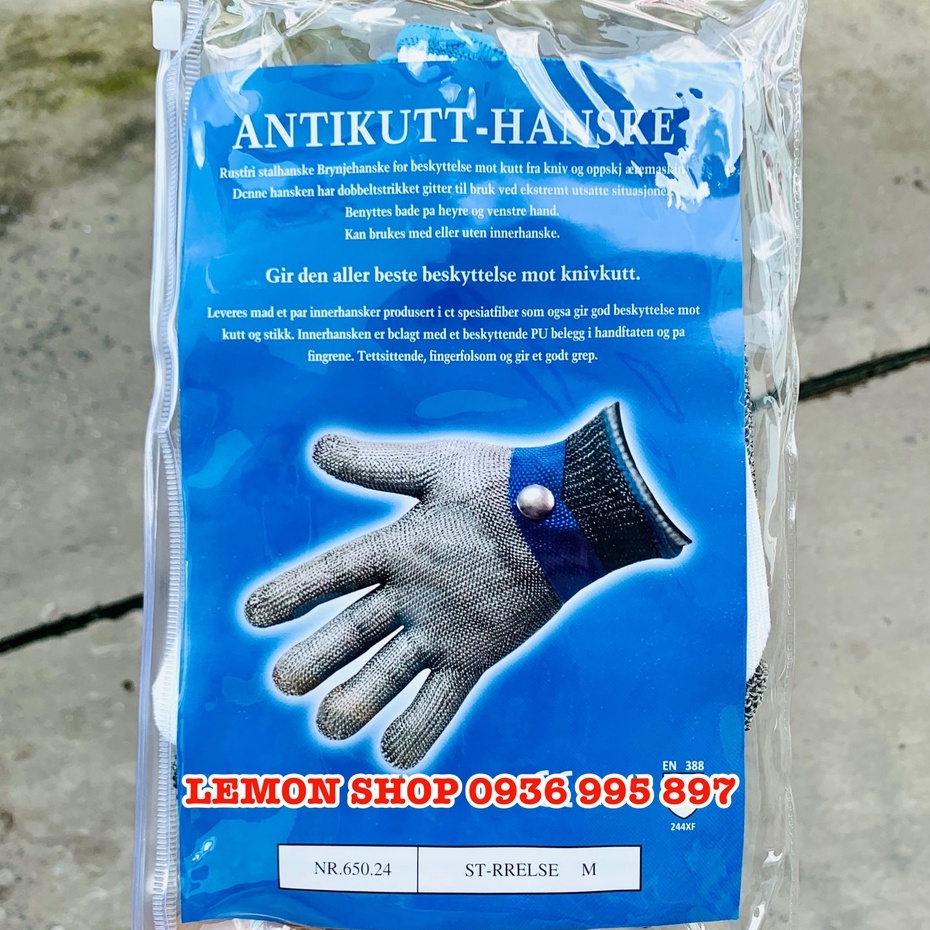 ANTIKUTT-HANSKE
Rustfri stalhanske Brynjehanske for beskyttelse mot kutt fra kniv og oppskj æremaskin
Denne hansken har dobbeltstrikket gitter til bruk ved ekstremt utsatte situasjoner
Benyttes bade pa heyre og venstre hand.
Kan brukes med eller uten innerhanske.
Gir den aller beste beskyttelse mot knivkutt.
Leveres mad et par innerhansker produsert i ct spesiatfiber som ogsa gir god beskyttelse mot
kutt og stikk. Innerhansken er bclagt med et beskyttende PU belegg i handftaten og pa
fingrene. Tettsittende, fingerfolsom og gir et godt grep.
EN 388
LEMON SHOP 0936 995 897
244XF
NR.650.24 ST-RRELSE M